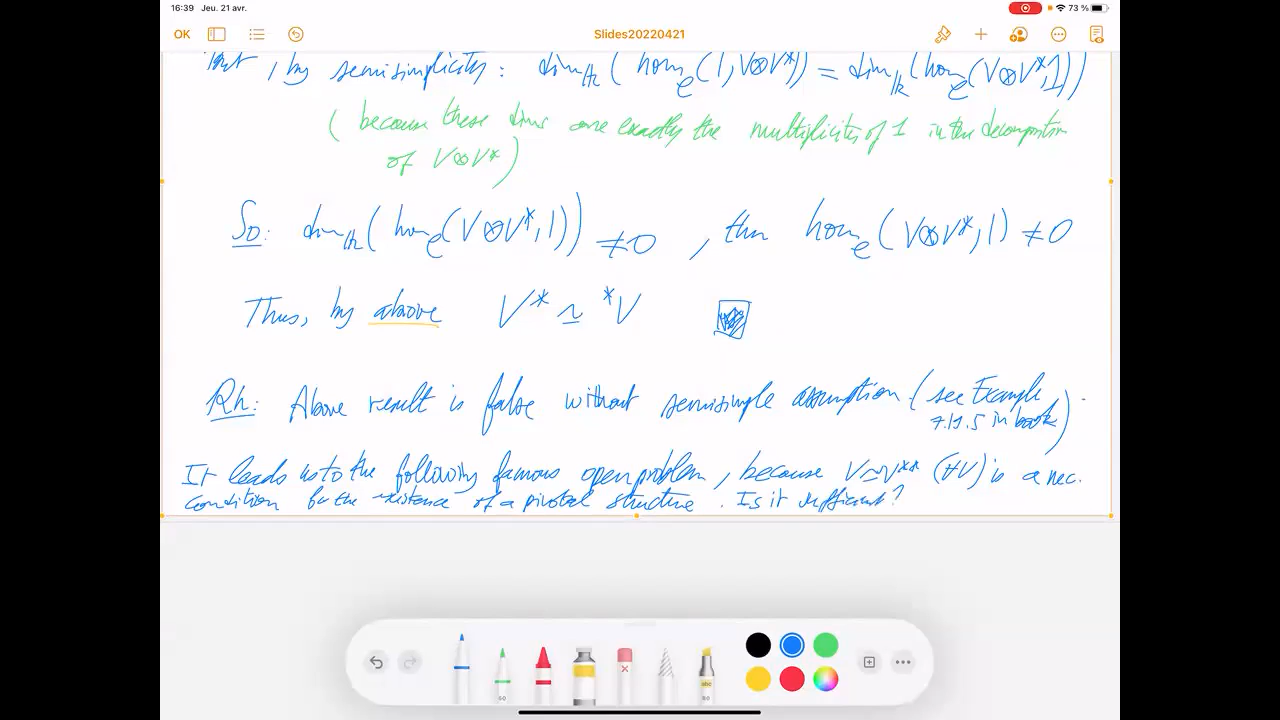 16:39 Jeu. 21 avr.
73 %
OK
Slides20220421
But, by semisimplicity: dim_𝕜(hom_C(1, V⊗V*)) = dim_𝕜(hom_C(V⊗V*, 1))
(because these dims are exactly the multiplicities of 1 in the decomposition
of V⊗V*)
So: dim_𝕜(hom_C(V⊗V*, 1)) ≠ 0, then hom_C(V⊗V*, 1) ≠ 0
Thus, by above V* ≃ *V
Rk: Above result is false without semisimple assumption (see Example
7.19.5 in book).
It leads us to the following famous open problem, because V≃V** (∀V) is a nec.
condition for the existence of a pivotal structure. Is it sufficient?